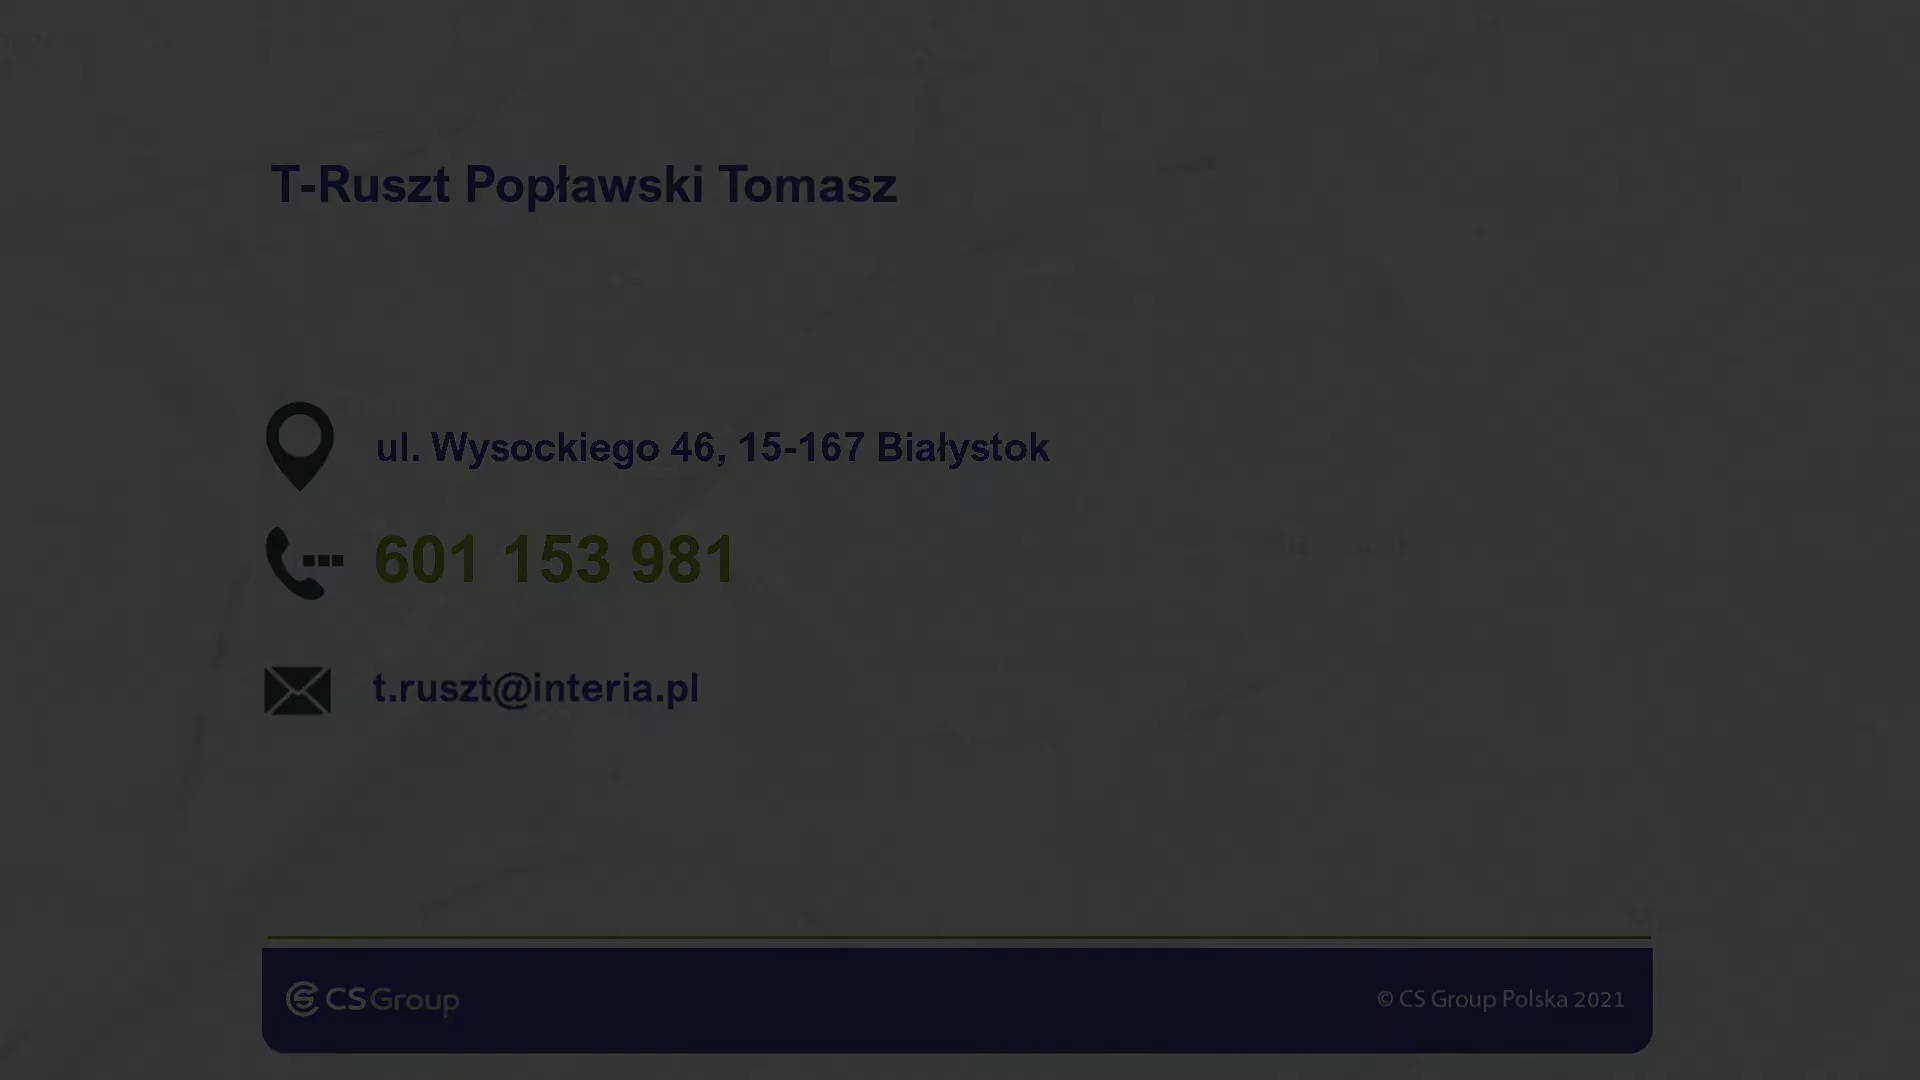 T-Ruszt Popławski Tomasz
ul. Wysockiego 46, 15-167 Białystok
601 153 981
t.ruszt@interia.pl
CS Group
© CS Group Polska 2021